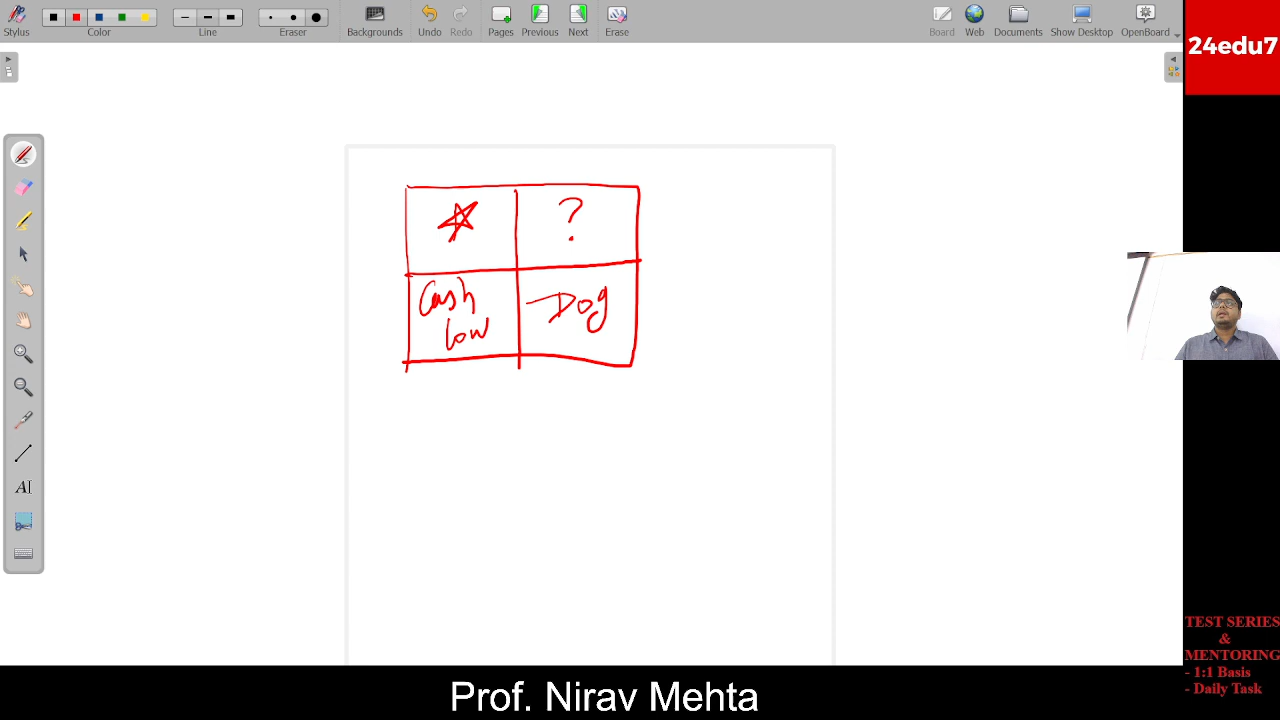 Stylus
Color
Line
Eraser
Backgrounds
Undo
Redo
Pages
Previous
Next
Erase
Board
Web
Documents
Show Desktop
OpenBoard
24edu7
?
Cash
low
Dog
AI
TEST SERIES
&
MENTORING
- 1:1 Basis
- Daily Task
Prof. Nirav Mehta